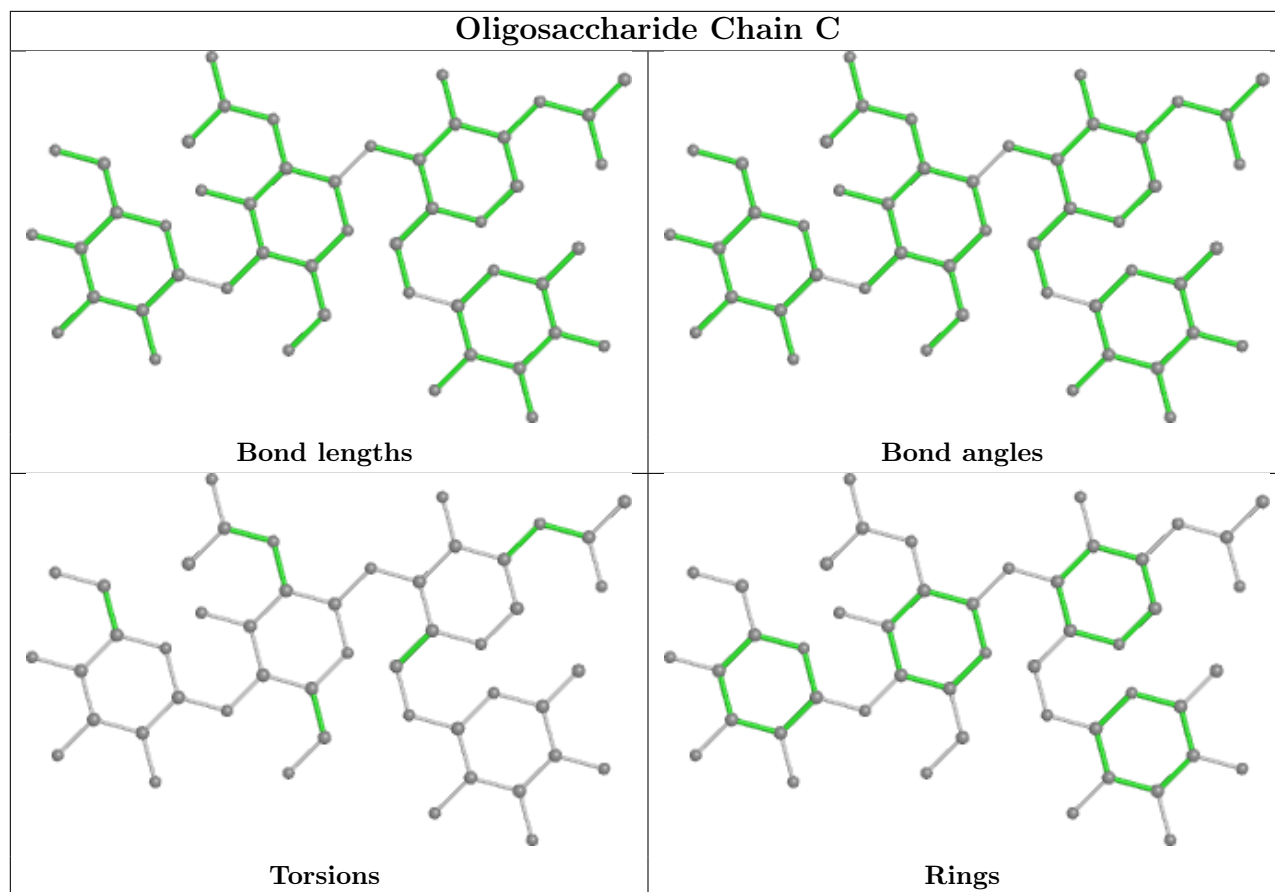 Oligosaccharide Chain C
Bond lengths
Bond angles
Torsions
Rings